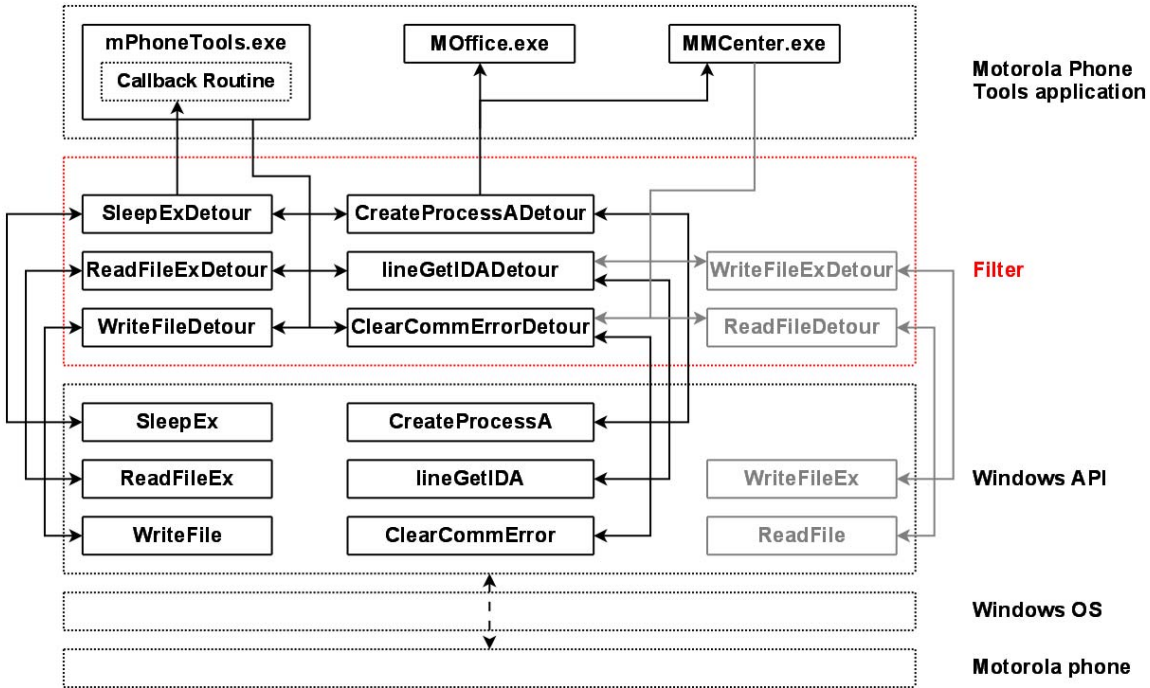 mPhoneTools.exe
Callback Routine
MOffice.exe
MMCenter.exe
Motorola Phone
Tools application
SleepExDetour
CreateProcessADetour
ReadFileExDetour
lineGetIDADetour
WriteFileExDetour
Filter
WriteFileDetour
ClearCommErrorDetour
ReadFileDetour
SleepEx
CreateProcessA
ReadFileEx
lineGetIDA
WriteFileEx
Windows API
WriteFile
ClearCommError
ReadFile
Windows OS
Motorola phone